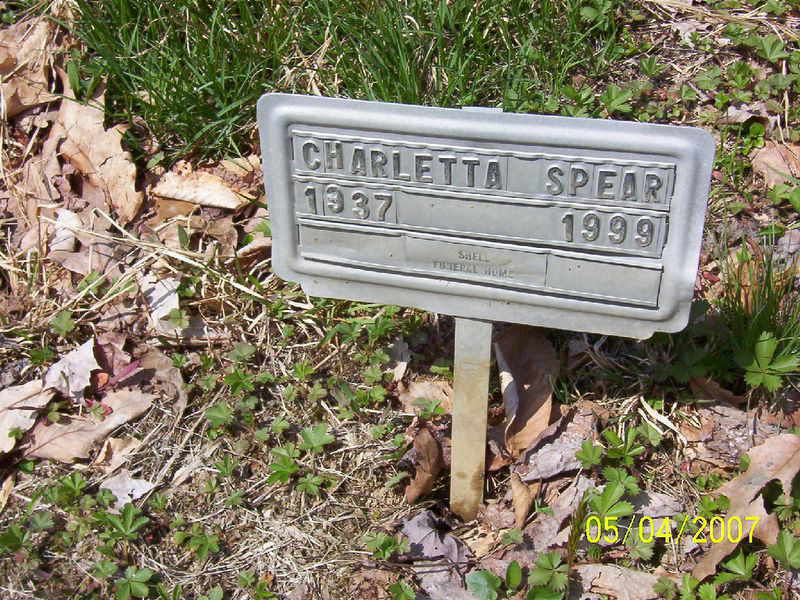 CHARLETTA SPEAR
1937 1999
SHELL
FUNERAL HOME
05/04/2007